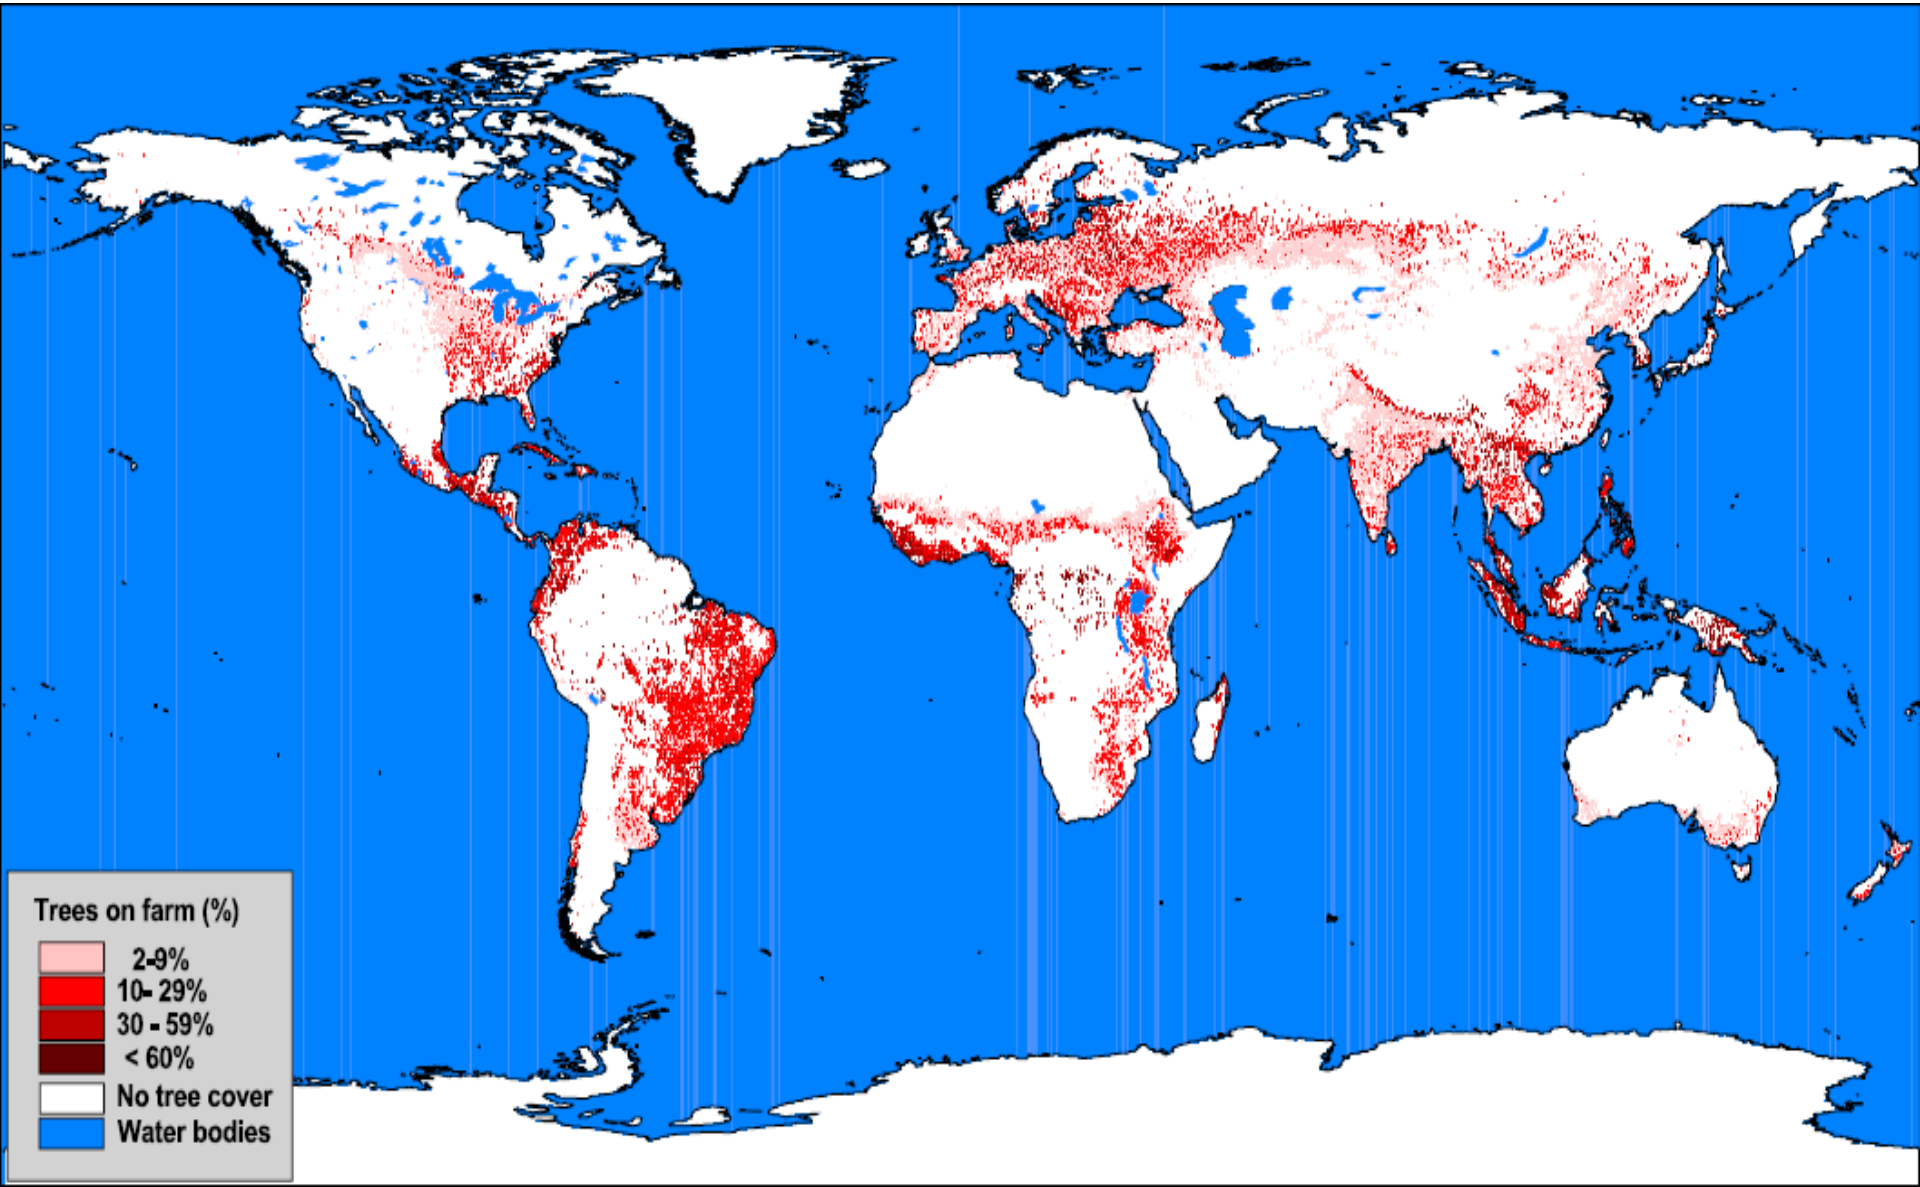 Trees on farm (%)
2-9%
10- 29%
30 - 59%
< 60%
No tree cover
Water bodies